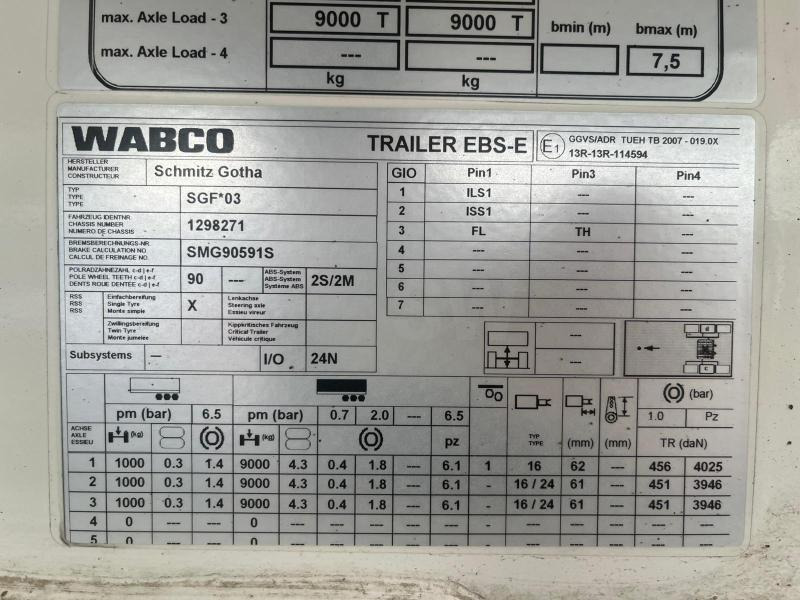 max. Axle Load - 3 9000 T 9000 T bmin (m) bmax (m)
max. Axle Load - 4 --- --- 7,5
kg kg
WABCO TRAILER EBS-E E1 GGVS/ADR TUEH TB 2007 - 019.0X
13R-13R-114594
HERSTELLER
MANUFACTURER
CONSTRUCTEUR
Schmitz Gotha
TYP
TYPE
TYPE
SGF*03
FAHRZEUG IDENTNR.
CHASSIS NUMBER
NUMERO DE CHASSIS
1298271
BREMSBERECHNUNGS-NR.
BRAKE CALCULATION NO
CALCUL DE FREINAGE NO.
SMG90591S
POLRADZÄHNEZAHL c-d | e-f
POLE WHEEL TEETH c-d | e-f
DENTS ROUE DENTÉE c-d | e-f
90 ---
ABS-System
ABS-System
Système ABS
2S/2M
RSS
RSS
RSS
Einfachbereifung
Single Tyre
Monte simple
X
Lenkachse
Steering axle
Essieu vireur
Zwillingsbereifung
Twin Tyre
Monte jumelee
Kippkritisches Fahrzeug
Critical Trailer
Véhicule critique
Subsystems --- I/O 24N
GIO Pin1 Pin3 Pin4
1 ILS1 --- ---
2 ISS1 --- ---
3 FL TH ---
4 --- --- ---
5 --- --- ---
6 --- --- ---
7 --- --- ---
---
---
d
c
pm (bar) 6.5 pm (bar) 0.7 2.0 --- 6.5 (bar)
1.0 Pz
ACHSE
AXLE
ESSIEU
(kg) (kg) pz
TYP
TYPE
(mm) (mm) TR (daN)
1 1000 0.3 1.4 9000 4.3 0.4 1.8 --- 6.1 1 16 62 --- 456 4025
2 1000 0.3 1.4 9000 4.3 0.4 1.8 --- 6.1 - 16 / 24 61 --- 451 3946
3 1000 0.3 1.4 9000 4.3 0.4 1.8 --- 6.1 - 16 / 24 61 --- 451 3946
4 0 --- --- 0 --- --- --- --- --- - --- --- --- --- ---
5 0 --- --- 0 --- --- --- --- --- - --- --- --- --- ---